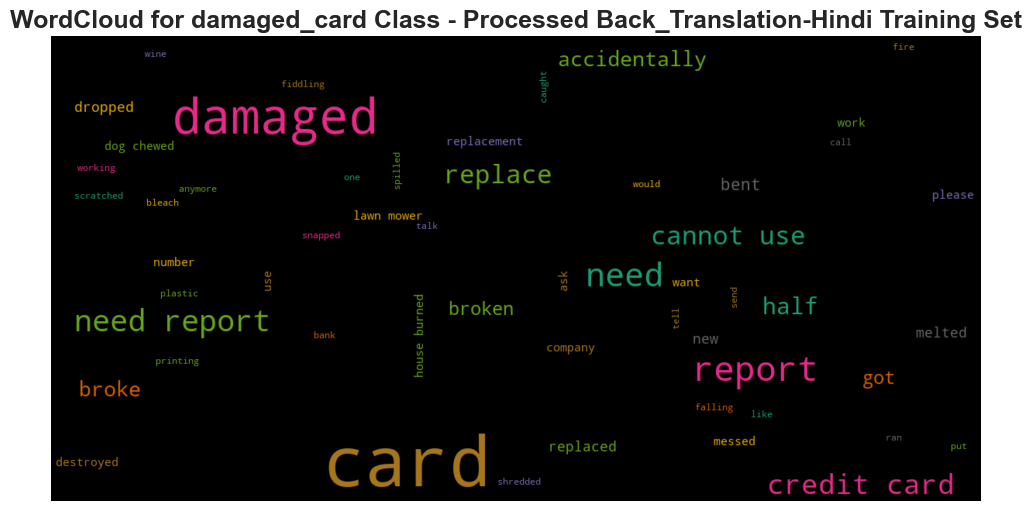 WordCloud for damaged_card Class - Processed Back_Translation-Hindi Training Set
wine
fire
accidentally
fiddling
caught
dropped
damaged
work
dog chewed
replacement
call
working
replace
spilled
one
would
bent
scratched
anymore
please
bleach
lawn mower
talk
snapped
cannot use
number
use
ask
need
want
plastic
send
half
need report
house burned
broken
tell
bank
company
new
melted
printing
report
got
broke
falling
like
replaced
messed
ran
put
destroyed
card
shredded
credit card